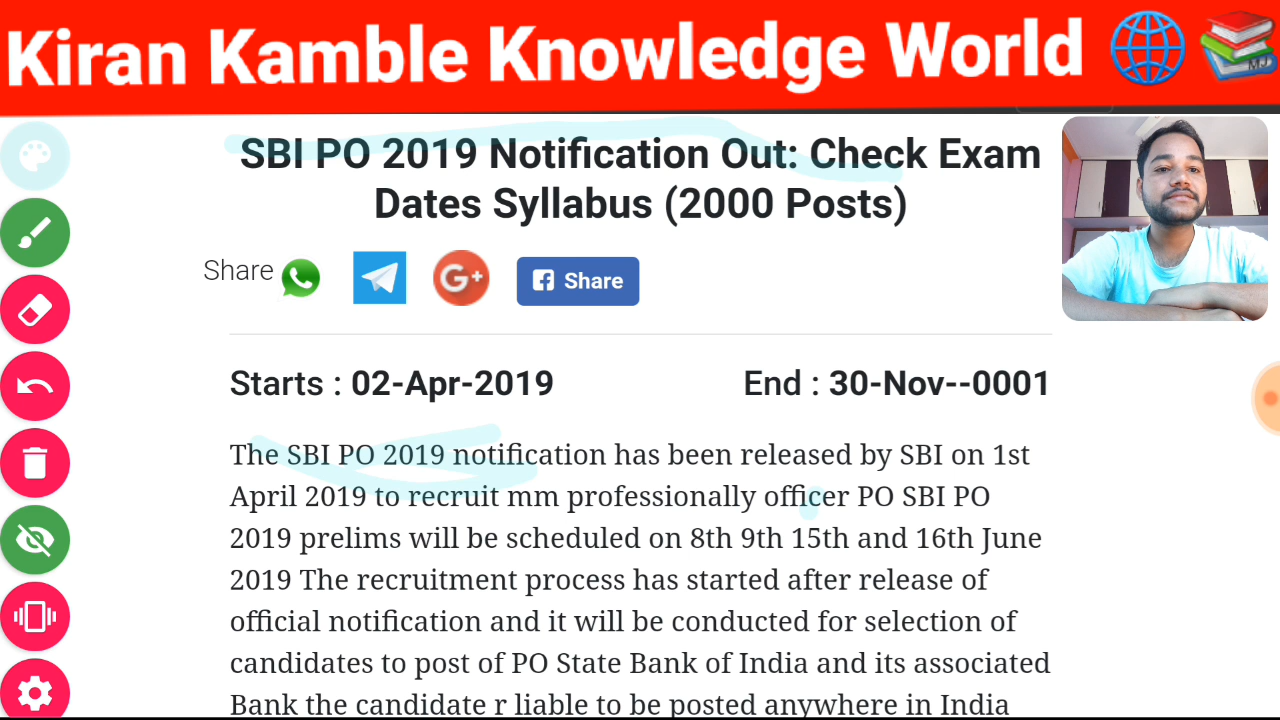 Kiran Kamble Knowledge World
MJ
SBI PO 2019 Notification Out: Check Exam
Dates Syllabus (2000 Posts)
Share
G+
Share
Starts : 02-Apr-2019 End : 30-Nov--0001
The SBI PO 2019 notification has been released by SBI on 1st
April 2019 to recruit mm professionally officer PO SBI PO
2019 prelims will be scheduled on 8th 9th 15th and 16th June
2019 The recruitment process has started after release of
official notification and it will be conducted for selection of
candidates to post of PO State Bank of India and its associated
Bank the candidate r liable to be posted anywhere in India